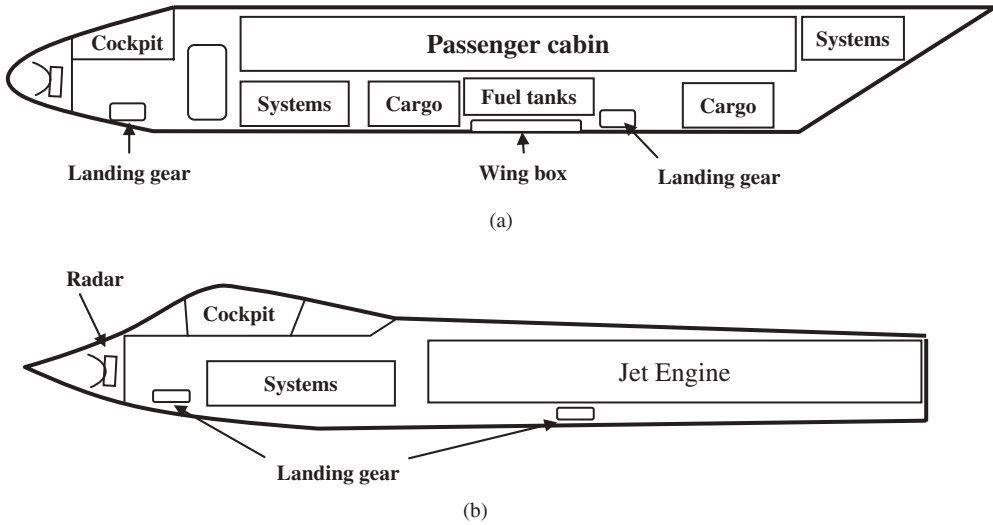 Cockpit
Passenger cabin
Systems
Systems
Cargo
Fuel tanks
Cargo
Landing gear
Wing box
Landing gear
(a)
Radar
Cockpit
Systems
Jet Engine
Landing gear
(b)